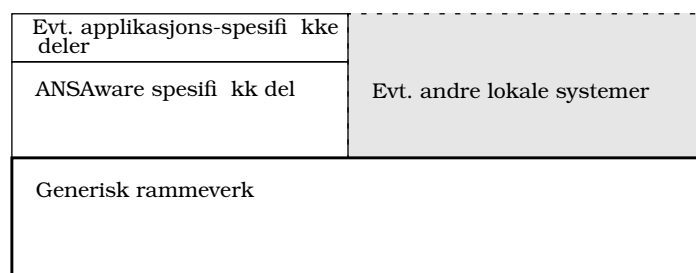 Evt. applikasjons-spesifi kke
deler
ANSAware spesifi kk del
Evt. andre lokale systemer
Generisk rammeverk